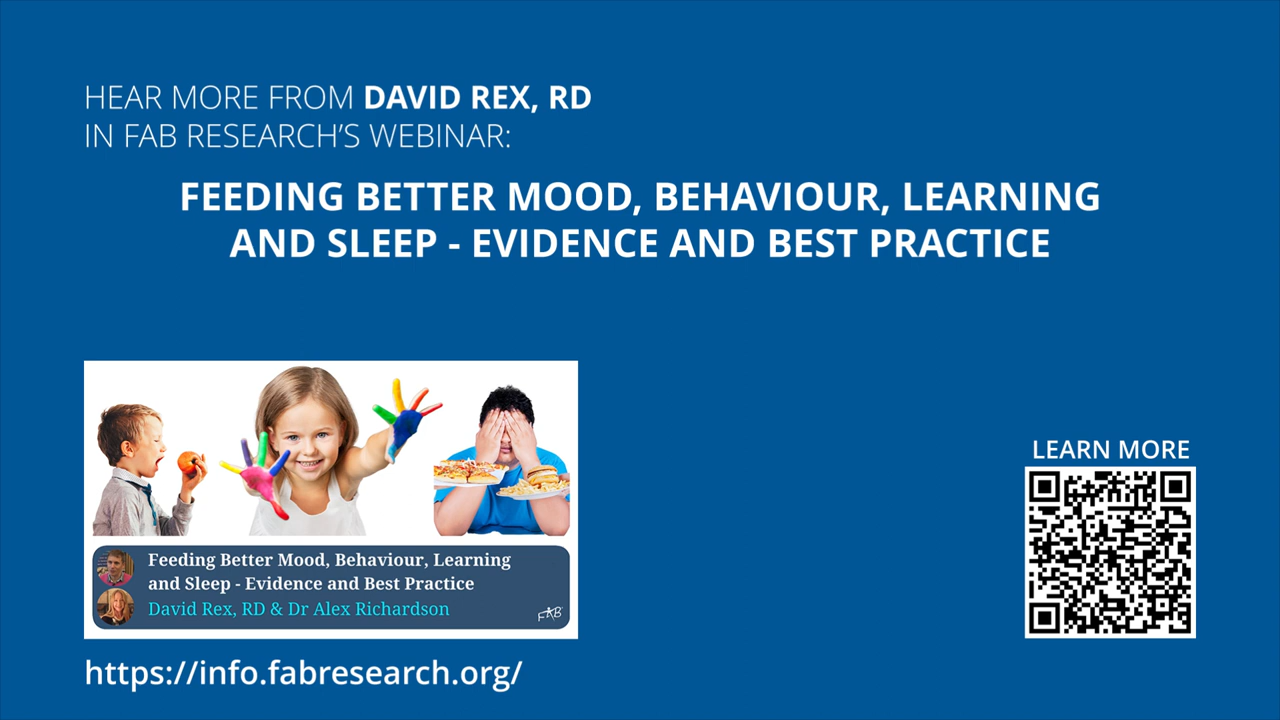 HEAR MORE FROM DAVID REX, RD
IN FAB RESEARCH'S WEBINAR:
FEEDING BETTER MOOD, BEHAVIOUR, LEARNING
AND SLEEP - EVIDENCE AND BEST PRACTICE
Feeding Better Mood, Behaviour, Learning
and Sleep - Evidence and Best Practice
David Rex, RD & Dr Alex Richardson
FAB
LEARN MORE
https://info.fabresearch.org/